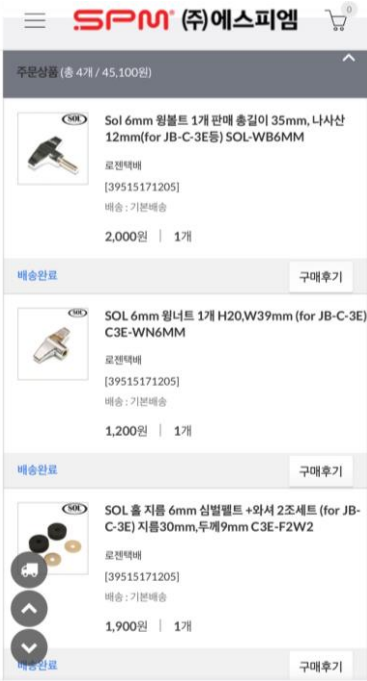 SPM (주)에스피엠
0
주문상품 (총 4개 / 45,100원)
SOL
Sol 6mm 윙볼트 1개 판매 총길이 35mm, 나사산
12mm(for JB-C-3E등) SOL-WB6MM
로젠택배
[39515171205]
배송 : 기본배송
2,000원 | 1개
배송완료
구매후기
SOL
SOL 6mm 윙너트 1개 H20,W39mm (for JB-C-3E)
C3E-WN6MM
로젠택배
[39515171205]
배송 : 기본배송
1,200원 | 1개
배송완료
구매후기
SOL
SOL 홀 지름 6mm 심벌펠트 +와셔 2조세트 (for JB-
C-3E) 지름30mm,두께9mm C3E-F2W2
로젠택배
[39515171205]
배송 : 기본배송
1,900원 | 1개
배송완료
구매후기